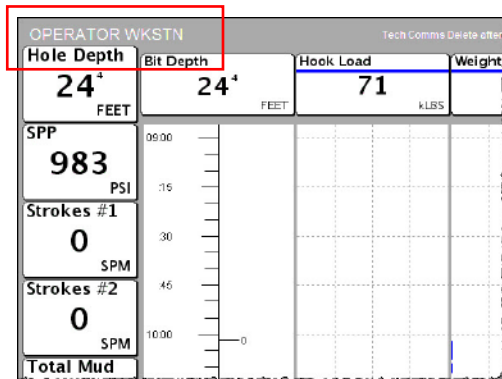 OPERATOR WKSTN
Tech Comms Delete after
Hole Depth
24⁴
FEET
Bit Depth
24⁴
FEET
Hook Load
71
kLBS
Weight
SPP
983
PSI
Strokes #1
0
SPM
Strokes #2
0
SPM
Total Mud
09:00
:15
:30
:45
10:00
0